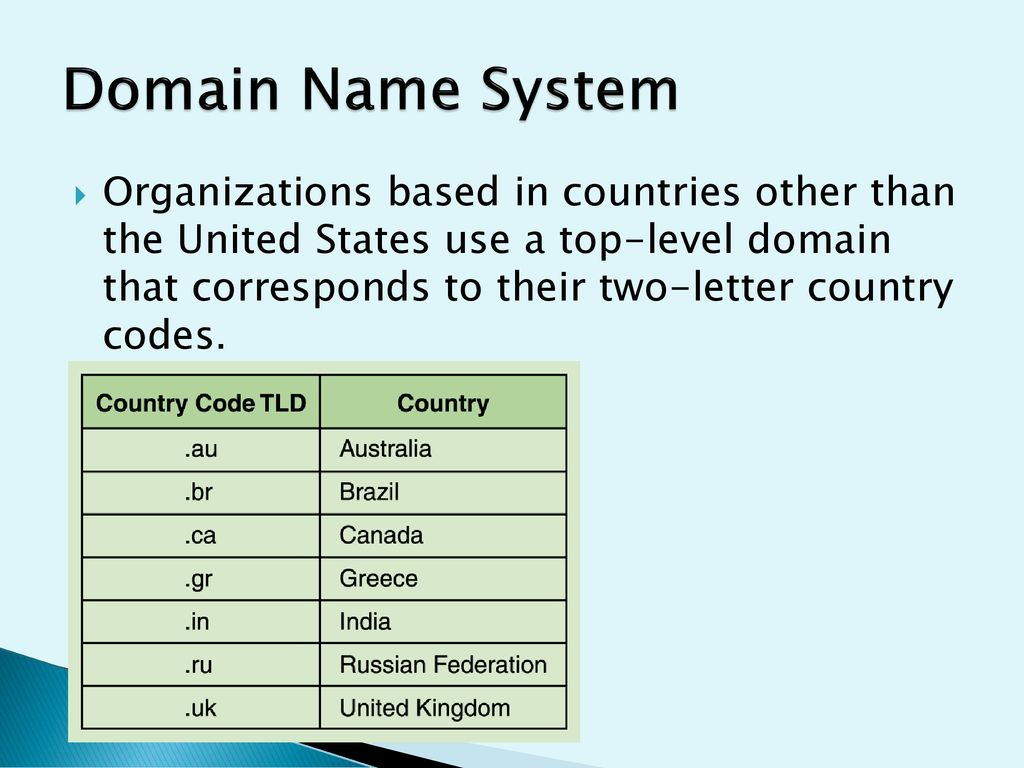 Domain Name System
Organizations based in countries other than
the United States use a top-level domain
that corresponds to their two-letter country
codes.
Country Code TLD Country
.au Australia
.br Brazil
.ca Canada
.gr Greece
.in India
.ru Russian Federation
.uk United Kingdom